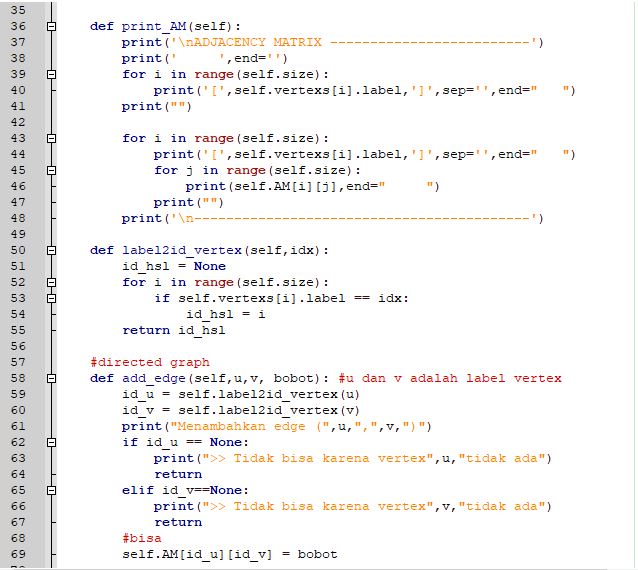 35
36 def print_AM(self):
37 print('\nADJACENCY MATRIX -------------------------')
38 print('      ',end='')
39 for i in range(self.size):
40 print('[',self.vertexs[i].label,']',sep='',end="   ")
41 print("")
42
43 for i in range(self.size):
44 print('[',self.vertexs[i].label,']',sep='',end="   ")
45 for j in range(self.size):
46 print(self.AM[i][j],end="     ")
47 print("")
48 print('\n------------------------------------------')
49
50 def label2id_vertex(self,idx):
51 id_hsl = None
52 for i in range(self.size):
53 if self.vertexs[i].label == idx:
54 id_hsl = i
55 return id_hsl
56
57 #directed graph
58 def add_edge(self,u,v, bobot): #u dan v adalah label vertex
59 id_u = self.label2id_vertex(u)
60 id_v = self.label2id_vertex(v)
61 print("Menambahkan edge (",u,",",v,")")
62 if id_u == None:
63 print(">> Tidak bisa karena vertex",u,"tidak ada")
64 return
65 elif id_v==None:
66 print(">> Tidak bisa karena vertex",v,"tidak ada")
67 return
68 #bisa
69 self.AM[id_u][id_v] = bobot